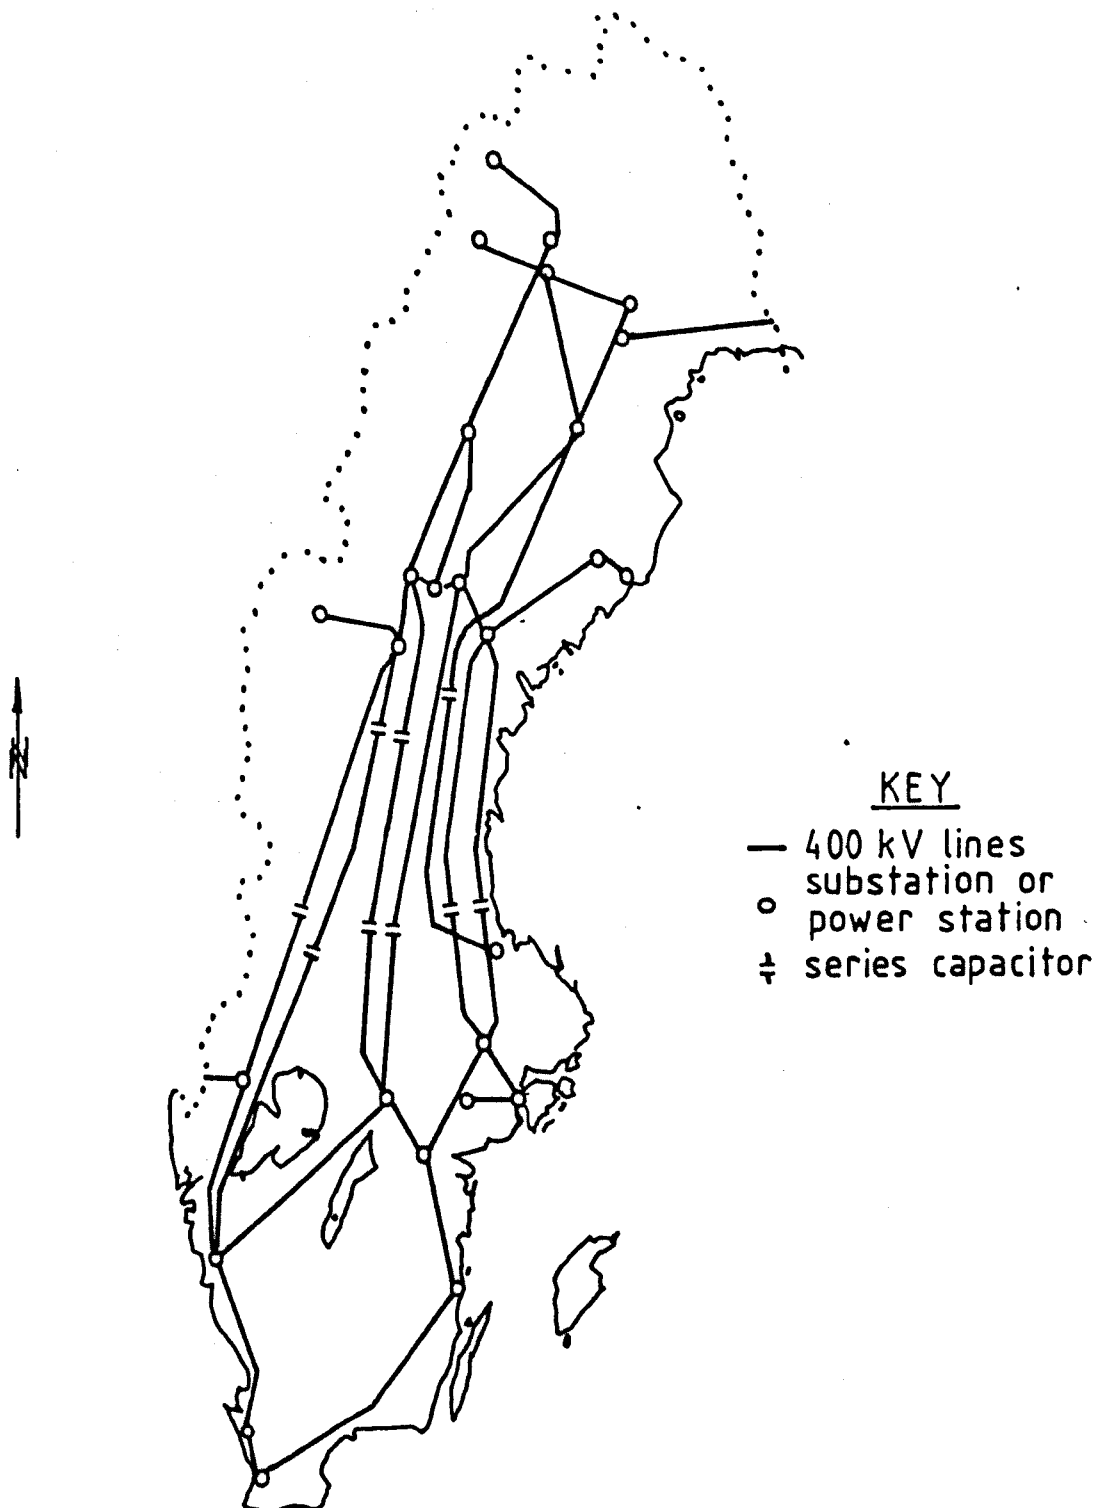 N
KEY
400 kV lines
substation or
power station
series capacitor